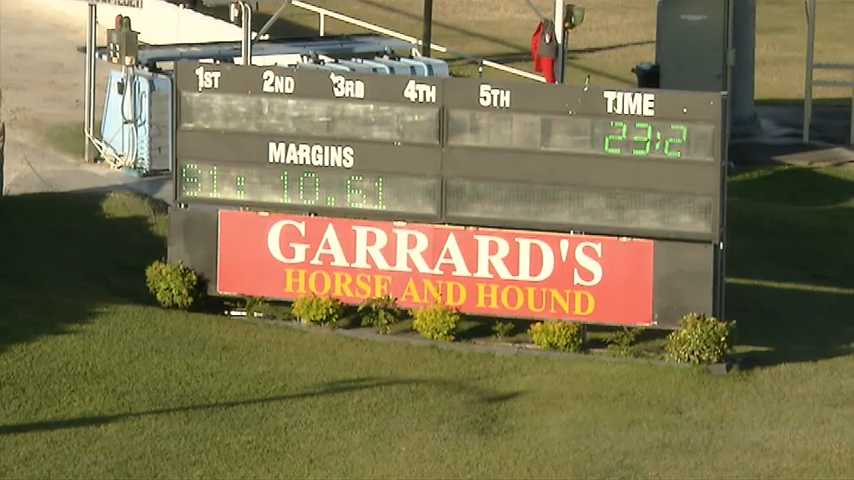 1ST 2ND 3RD 4TH 5TH TIME
23:2
MARGINS
S1: 10.61
GARRARD'S
HORSE AND HOUND